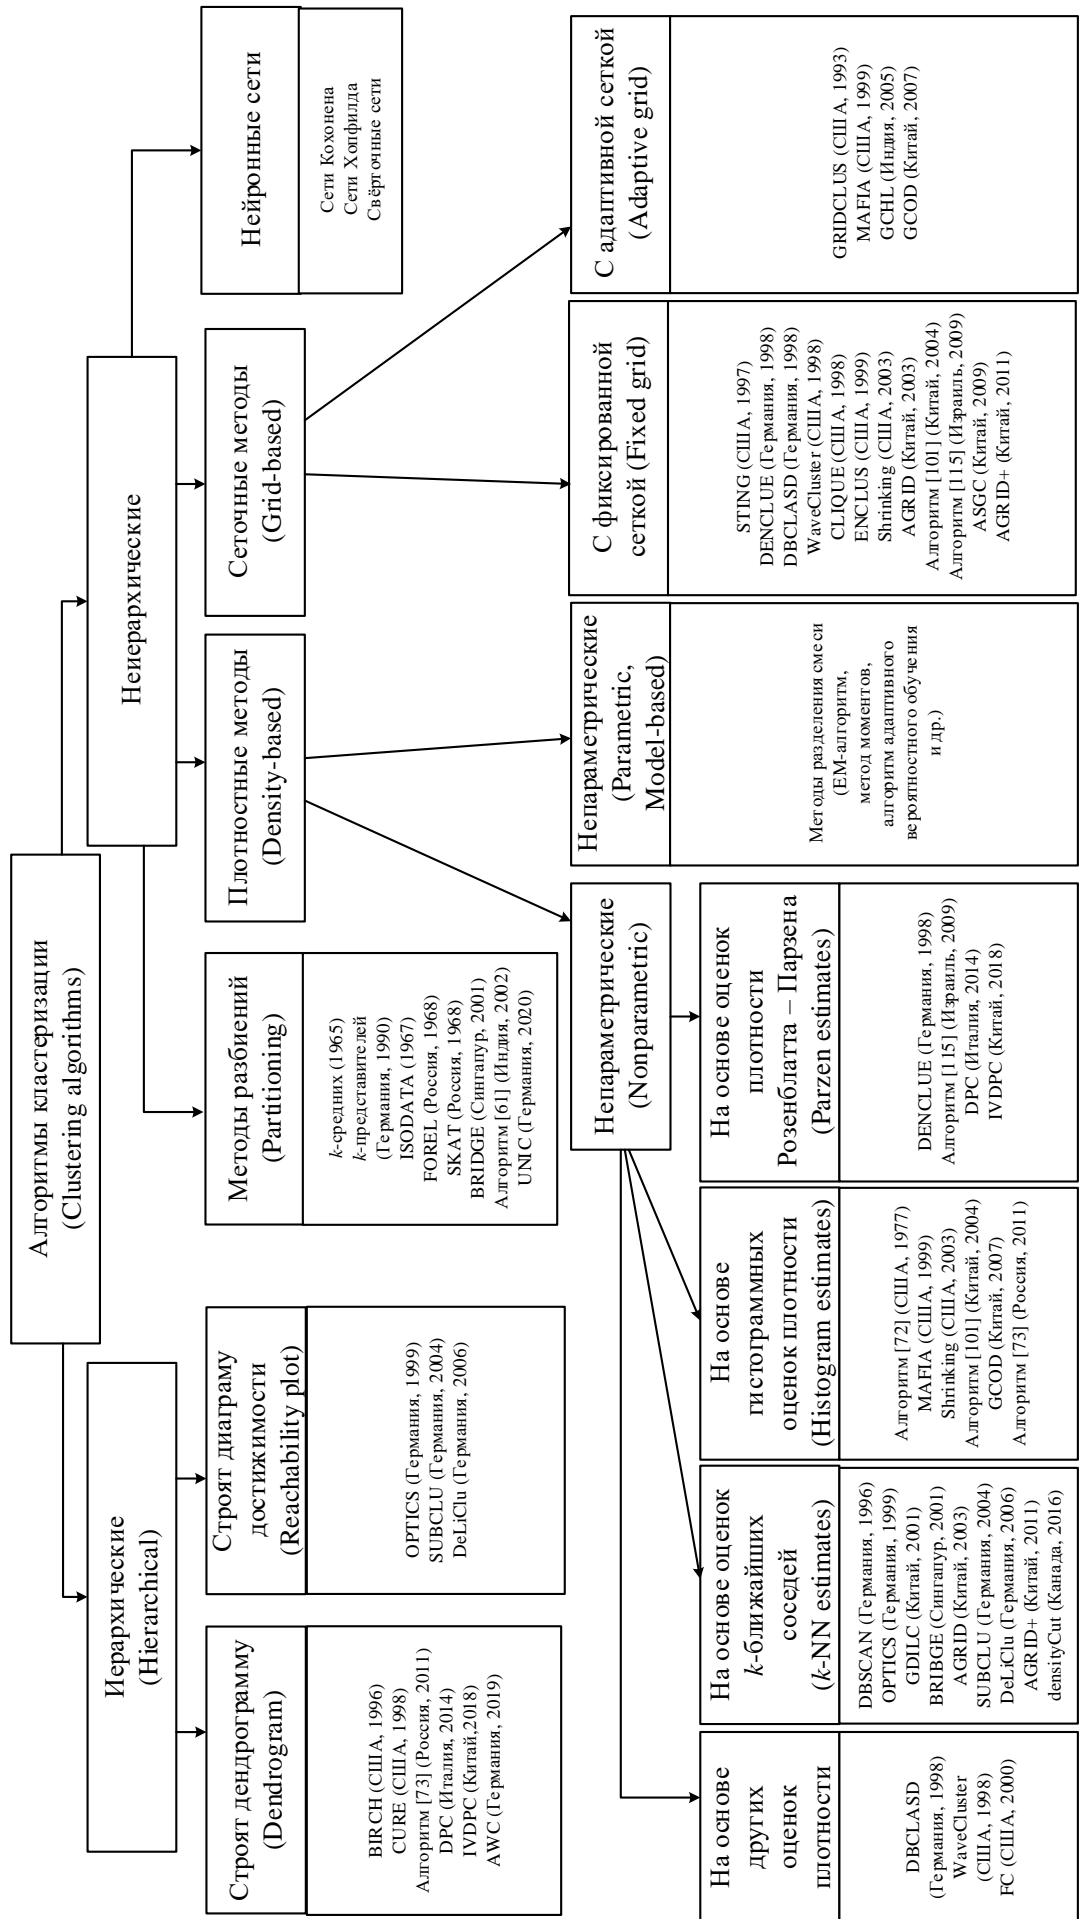 Алгоритмы кластеризации
(Clustering algorithms)
Иерархические
(Hierarchical)
Неиерархические
Строят дендрограмму
(Dendrogram)
BIRCH (США, 1996)
CURE (США, 1998)
Алгоритм [73] (Россия, 2011)
DPC (Италия, 2014)
IVDPC (Китай,2018)
AWC (Германия, 2019)
Строят диаграму
достижимости
(Reachability plot)
OPTICS (Германия, 1999)
SUBCLU (Германия, 2004)
DeLiClu (Германия, 2006)
Методы разбиений
(Partitioning)
k-средних (1965)
k-представителей
(Германия, 1990)
ISODATA (1967)
FOREL (Россия, 1968)
SKAT (Россия, 1968)
BRIDGE (Сингапур, 2001)
Алгоритм [61] (Индия, 2002)
UNIC (Германия, 2020)
Плотностные методы
(Density-based)
Сеточные методы
(Grid-based)
Нейронные сети
Сети Кохонена
Сети Хопфилда
Свёрточные сети
Непараметрические
(Nonparametric)
Непараметрические
(Parametric,
Model-based)
Методы разделения смеси
(EM-алгоритм,
метод моментов,
алгоритм адаптивного
вероятностного обучения
и др.)
С фиксированной
сеткой (Fixed grid)
STING (США, 1997)
DENCLUE (Германия, 1998)
DBCLASD (Германия, 1998)
WaveCluster (США, 1998)
CLIQUE (США, 1998)
ENCLUS (США, 1999)
Shrinking (США, 2003)
AGRID (Китай, 2003)
Алгоритм [101] (Китай, 2004)
Алгоритм [115] (Израиль, 2009)
ASGC (Китай, 2009)
AGRID+ (Китай, 2011)
С адаптивной сеткой
(Adaptive grid)
GRIDCLUS (США, 1993)
MAFIA (США, 1999)
GCHL (Индия, 2005)
GCOD (Китай, 2007)
На основе
других
оценок
плотности
DBCLASD
(Германия, 1998)
WaveCluster
(США, 1998)
FC (США, 2000)
На основе оценок
k-ближайших
соседей
(k-NN estimates)
DBSCAN (Германия, 1996)
OPTICS (Германия, 1999)
GDILC (Китай, 2001)
BRIBGE (Сингапур, 2001)
AGRID (Китай, 2003)
SUBCLU (Германия, 2004)
DeLiClu (Германия, 2006)
AGRID+ (Китай, 2011)
densityCut (Канада, 2016)
На основе
гистограммных
оценок плотности
(Histogram estimates)
Алгоритм [72] (США, 1977)
MAFIA (США, 1999)
Shrinking (США, 2003)
Алгоритм [101] (Китай, 2004)
GCOD (Китай, 2007)
Алгоритм [73] (Россия, 2011)
На основе оценок
плотности
Розенблатта – Парзена
(Parzen estimates)
DENCLUE (Германия, 1998)
Алгоритм [115] (Израиль, 2009)
DPC (Италия, 2014)
IVDPC (Китай, 2018)